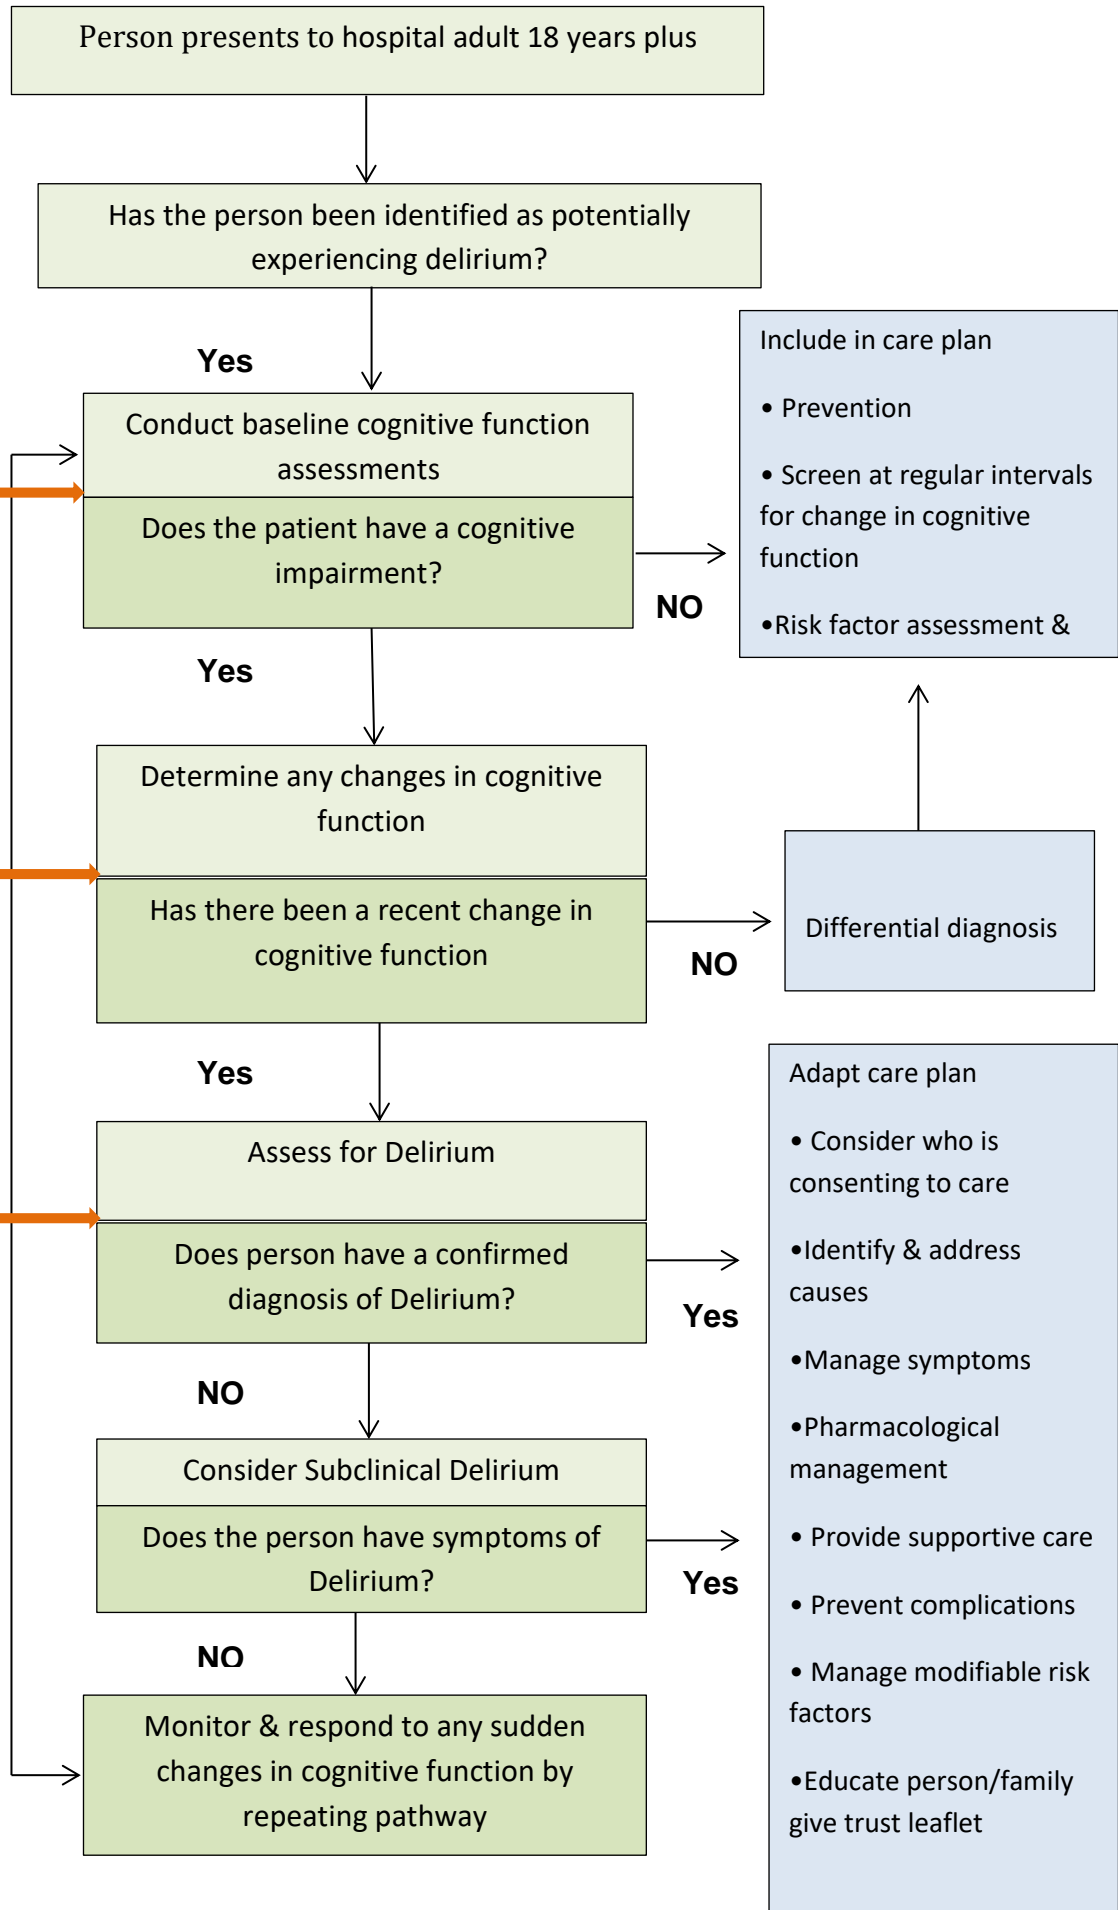 Person presents to hospital adult 18 years plus
Has the person been identified as potentially
experiencing delirium?
Yes
Conduct baseline cognitive function
assessments
Does the patient have a cognitive
impairment?
NO
Include in care plan
• Prevention
• Screen at regular intervals
for change in cognitive
function
•Risk factor assessment &
Yes
Determine any changes in cognitive
function
Has there been a recent change in
cognitive function
NO
Differential diagnosis
Yes
Assess for Delirium
Does person have a confirmed
diagnosis of Delirium?
Yes
Adapt care plan
• Consider who is
consenting to care
•Identify & address
causes
•Manage symptoms
•Pharmacological
management
• Provide supportive care
• Prevent complications
• Manage modifiable risk
factors
•Educate person/family
give trust leaflet
NO
Consider Subclinical Delirium
Does the person have symptoms of
Delirium?
Yes
NO
Monitor & respond to any sudden
changes in cognitive function by
repeating pathway